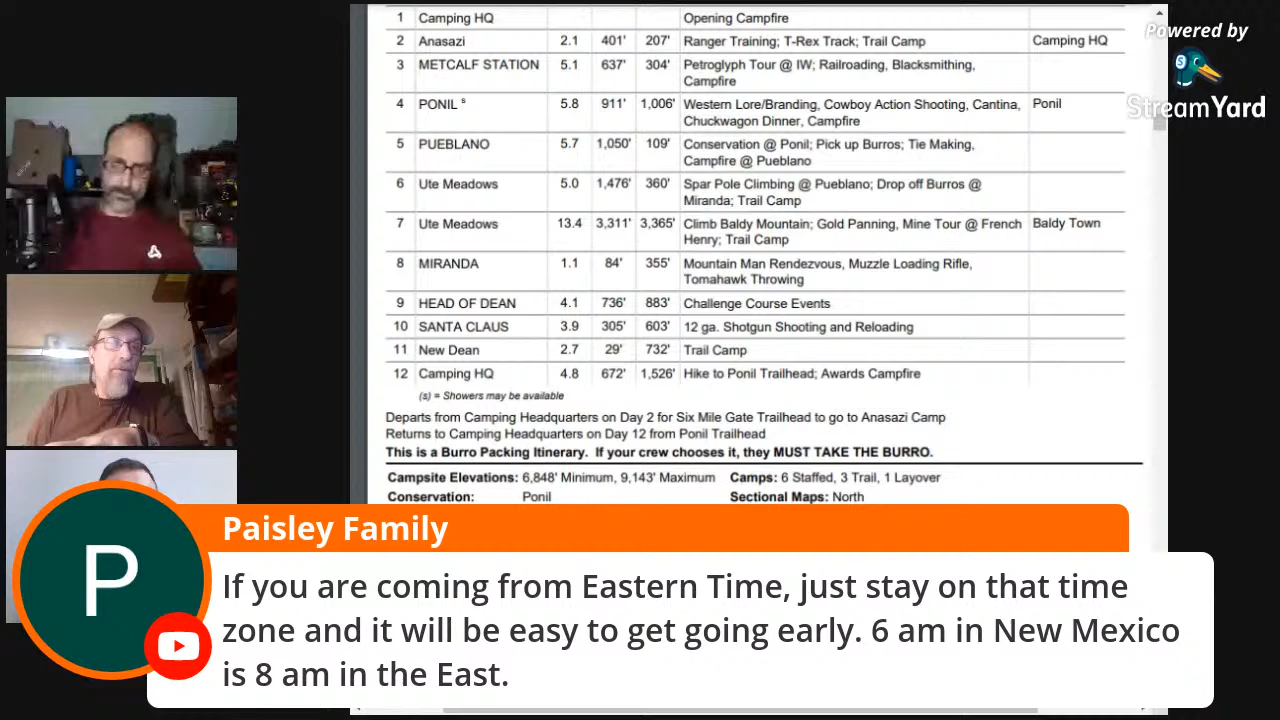 1 Camping HQ Opening Campfire
Powered by
StreamYard
2 Anasazi 2.1 401' 207' Ranger Training; T-Rex Track; Trail Camp Camping HQ
3 METCALF STATION 5.1 637' 304' Petroglyph Tour @ IW; Railroading, Blacksmithing,
Campfire
4 PONIL s 5.8 911' 1,006' Western Lore/Branding, Cowboy Action Shooting, Cantina, Ponil
Chuckwagon Dinner, Campfire
5 PUEBLANO 5.7 1,050' 109' Conservation @ Ponil; Pick up Burros; Tie Making,
Campfire @ Pueblano
6 Ute Meadows 5.0 1,476' 360' Spar Pole Climbing @ Pueblano; Drop off Burros @
Miranda; Trail Camp
7 Ute Meadows 13.4 3,311' 3,365' Climb Baldy Mountain; Gold Panning, Mine Tour @ French Baldy Town
Henry; Trail Camp
8 MIRANDA 1.1 84' 355' Mountain Man Rendezvous, Muzzle Loading Rifle,
Tomahawk Throwing
9 HEAD OF DEAN 4.1 736' 883' Challenge Course Events
10 SANTA CLAUS 3.9 305' 603' 12 ga. Shotgun Shooting and Reloading
11 New Dean 2.7 29' 732' Trail Camp
12 Camping HQ 4.8 672' 1,526' Hike to Ponil Trailhead; Awards Campfire
(s) = Showers may be available
Departs from Camping Headquarters on Day 2 for Six Mile Gate Trailhead to go to Anasazi Camp
Returns to Camping Headquarters on Day 12 from Ponil Trailhead
This is a Burro Packing Itinerary. If your crew chooses it, they MUST TAKE THE BURRO.
Campsite Elevations: 6,848' Minimum, 9,143' Maximum Camps: 6 Staffed, 3 Trail, 1 Layover
Conservation: Ponil Sectional Maps: North
Paisley Family
P
If you are coming from Eastern Time, just stay on that time
zone and it will be easy to get going early. 6 am in New Mexico
is 8 am in the East.